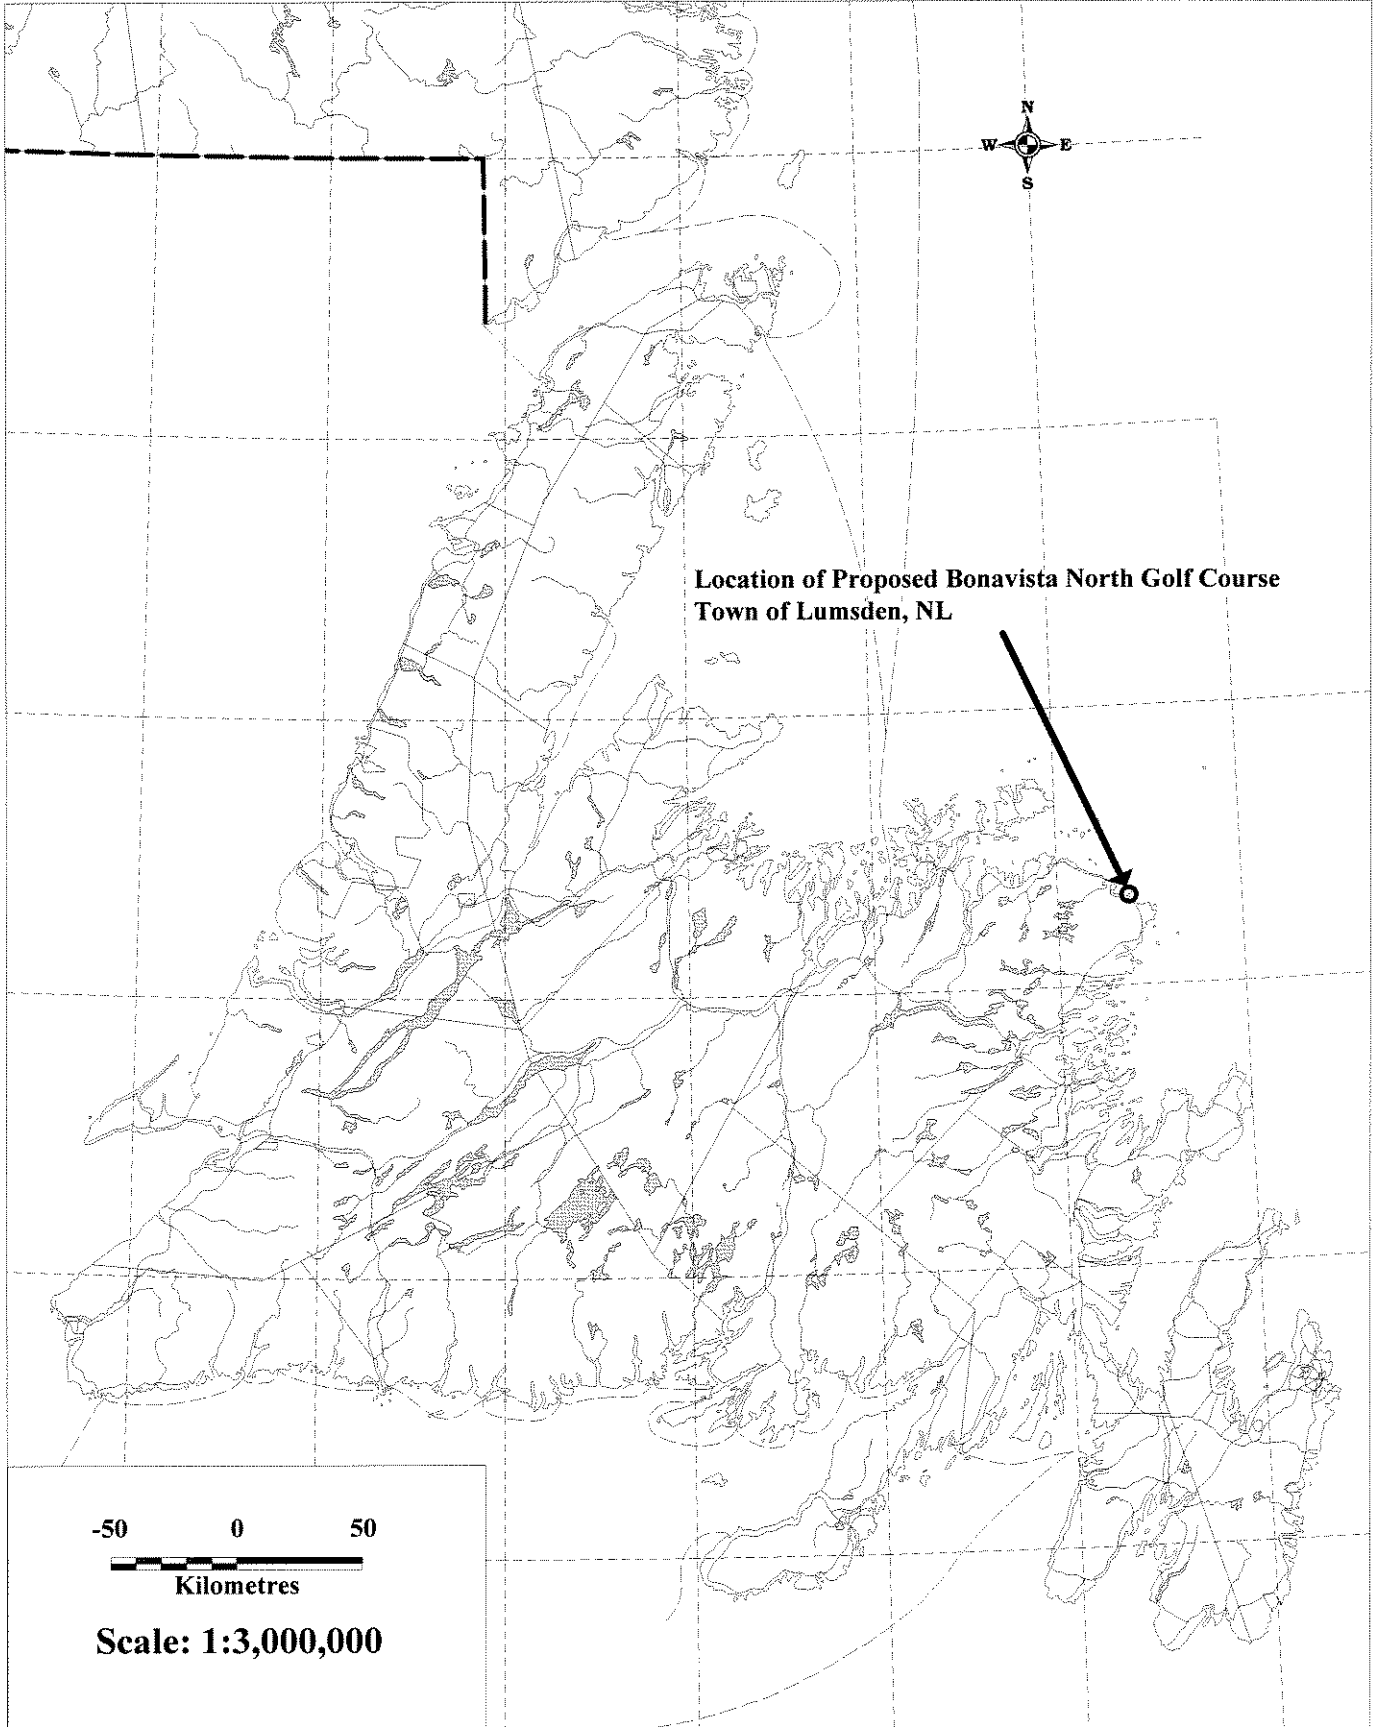 N
W E
S
Location of Proposed Bonavista North Golf Course
Town of Lumsden, NL
-50 0 50
Kilometres
Scale: 1:3,000,000